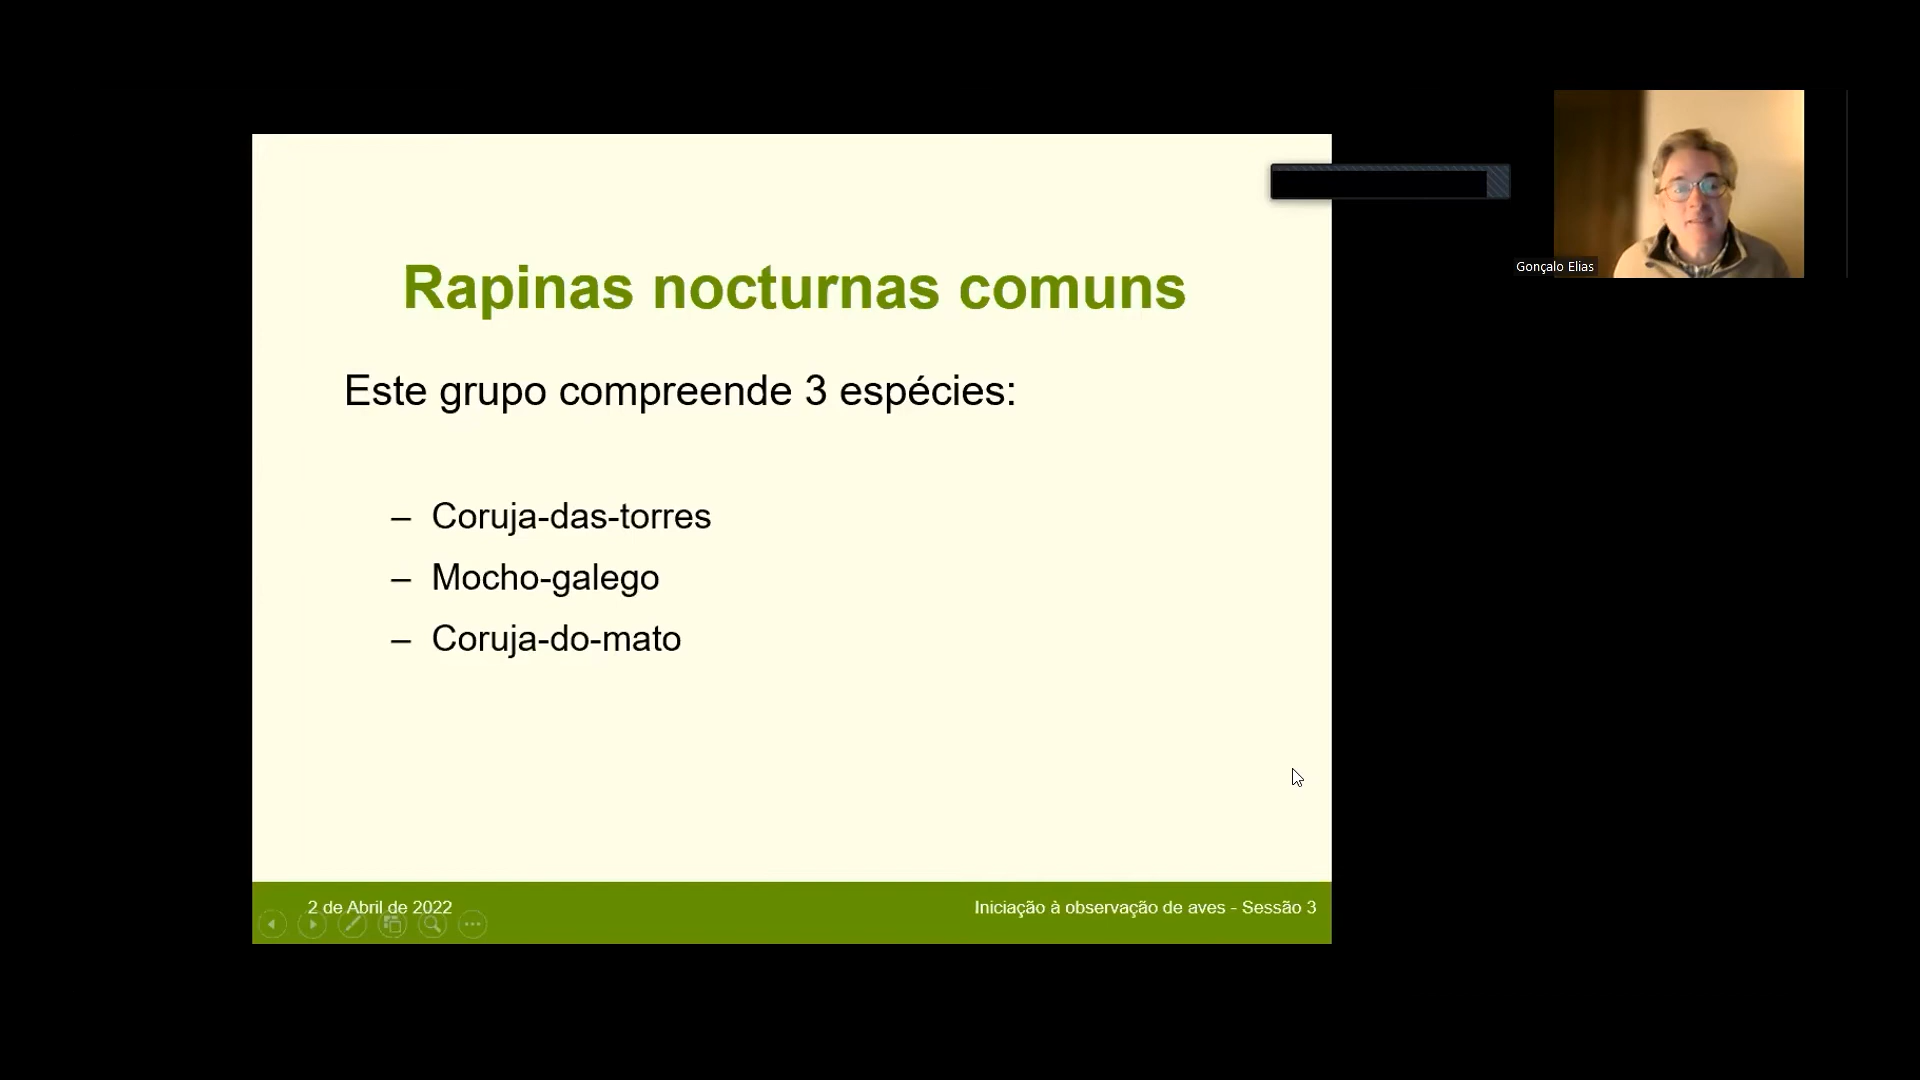 Rapinas nocturnas comuns
Este grupo compreende 3 espécies:
– Coruja-das-torres
– Mocho-galego
– Coruja-do-mato
2 de Abril de 2022
Iniciação à observação de aves - Sessão 3
Gonçalo Elias